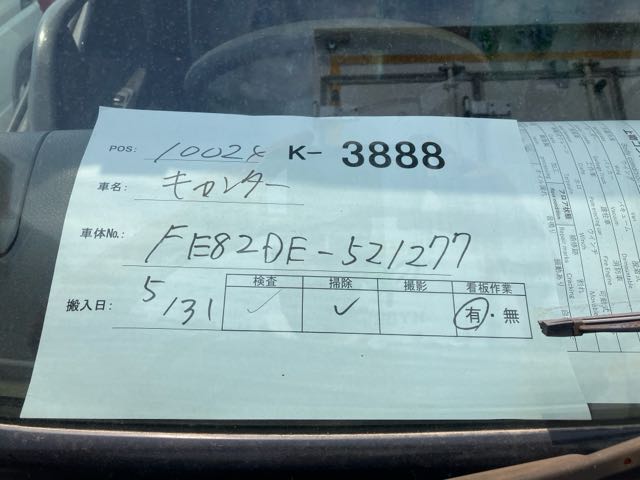 POS: 10024 K- 3888
車名: キャンター
車体No.: FE82DE-521277
搬入日: 5/31
検査 掃除 撮影 看板作業
✓ ✓ 有・無